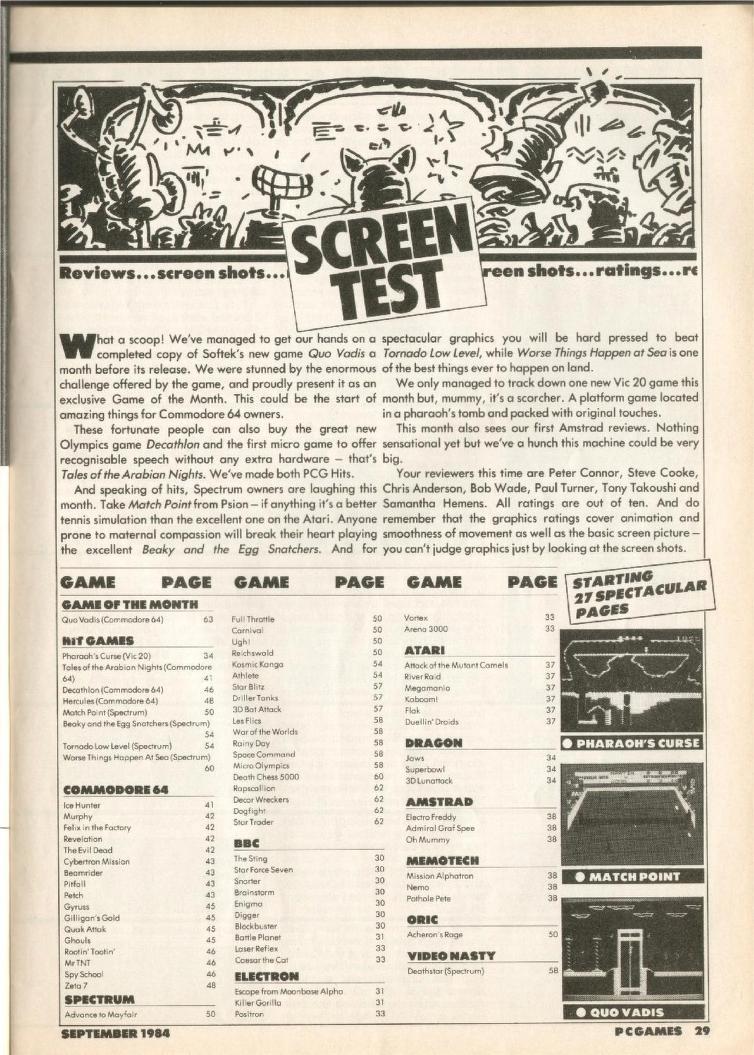 Reviews...screen shots...
SCREEN
TEST
reen shots...ratings...re
What a scoop! We've managed to get our hands on a
completed copy of Softek's new game Quo Vadis a
month before its release. We were stunned by the enormous
challenge offered by the game, and proudly present it as an
exclusive Game of the Month. This could be the start of
amazing things for Commodore 64 owners.
These fortunate people can also buy the great new
Olympics game Decathlon and the first micro game to offer
recognisable speech without any extra hardware – that's
Tales of the Arabian Nights. We've made both PCG Hits.
And speaking of hits, Spectrum owners are laughing this
month. Take Match Point from Psion – if anything it's a better
tennis simulation than the excellent one on the Atari. Anyone
prone to maternal compassion will break their heart playing
the excellent Beaky and the Egg Snatchers. And for
spectacular graphics you will be hard pressed to beat
Tornado Low Level, while Worse Things Happen at Sea is one
of the best things ever to happen on land.
We only managed to track down one new Vic 20 game this
month but, mummy, it's a scorcher. A platform game located
in a pharaoh's tomb and packed with original touches.
This month also sees our first Amstrad reviews. Nothing
sensational yet but we've a hunch this machine could be very
big.
Your reviewers this time are Peter Connor, Steve Cooke,
Chris Anderson, Bob Wade, Paul Turner, Tony Takoushi and
Samantha Hemens. All ratings are out of ten. And do
remember that the graphics ratings cover animation and
smoothness of movement as well as the basic screen picture –
you can't judge graphics just by looking at the screen shots.
GAME PAGE
GAME OF THE MONTH
Quo Vadis (Commodore 64) 63
HIT GAMES
Pharaoh's Curse (Vic 20) 34
Tales of the Arabian Nights (Commodore
64) 41
Decathlon (Commodore 64) 46
Hercules (Commodore 64) 48
Match Point (Spectrum) 50
Beaky and the Egg Snatchers (Spectrum)
54
Tornado Low Level (Spectrum) 54
Worse Things Happen At Sea (Spectrum)
60
COMMODORE 64
Ice Hunter 41
Murphy 42
Felix in the Factory 42
Revelation 42
The Evil Dead 42
Cybertron Mission 43
Beamrider 43
Pitfall 43
Petch 43
Gyruss 45
Gilligan's Gold 45
Quak Attak 45
Ghouls 45
Rootin' Tootin' 46
Mr TNT 46
Spy School 46
Zeta 7 48
SPECTRUM
Advance to Mayfair 50
GAME PAGE
Full Throttle 50
Carnival 50
Ugh! 50
Reichswald 50
Kosmic Kanga 54
Athlete 54
Star Blitz 57
Driller Tanks 57
3D Bat Attack 57
Les Flics 58
War of the Worlds 58
Rainy Day 58
Space Command 58
Micro Olympics 58
Death Chess 5000 60
Rapscallion 62
Decor Wreckers 62
Dogfight 62
Star Trader 62
BBC
The Sting 30
Star Force Seven 30
Snorter 30
Brainstorm 30
Enigma 30
Digger 30
Blockbuster 30
Battle Planet 31
Laser Reflex 33
Caesar the Cat 33
ELECTRON
Escape from Moonbase Alpha 31
Killer Gorilla 31
Positron 33
GAME PAGE
Vortex 33
Arena 3000 33
ATARI
Attack of the Mutant Camels 37
River Raid 37
Megamania 37
Kaboom! 37
Flak 37
Duellin' Droids 37
DRAGON
Jaws 34
Superbowl 34
3D Lunattack 34
AMSTRAD
Electro Freddy 38
Admiral Graf Spee 38
Oh Mummy 38
MEMOTECH
Mission Alphatron 38
Nemo 38
Pothole Pete 38
ORIC
Acheron's Rage 50
VIDEO NASTY
Deathstar (Spectrum) 58
STARTING
27 SPECTACULAR
PAGES
PHARAOH'S CURSE
MATCH POINT
QUO VADIS
SEPTEMBER 1984
PCGAMES 29